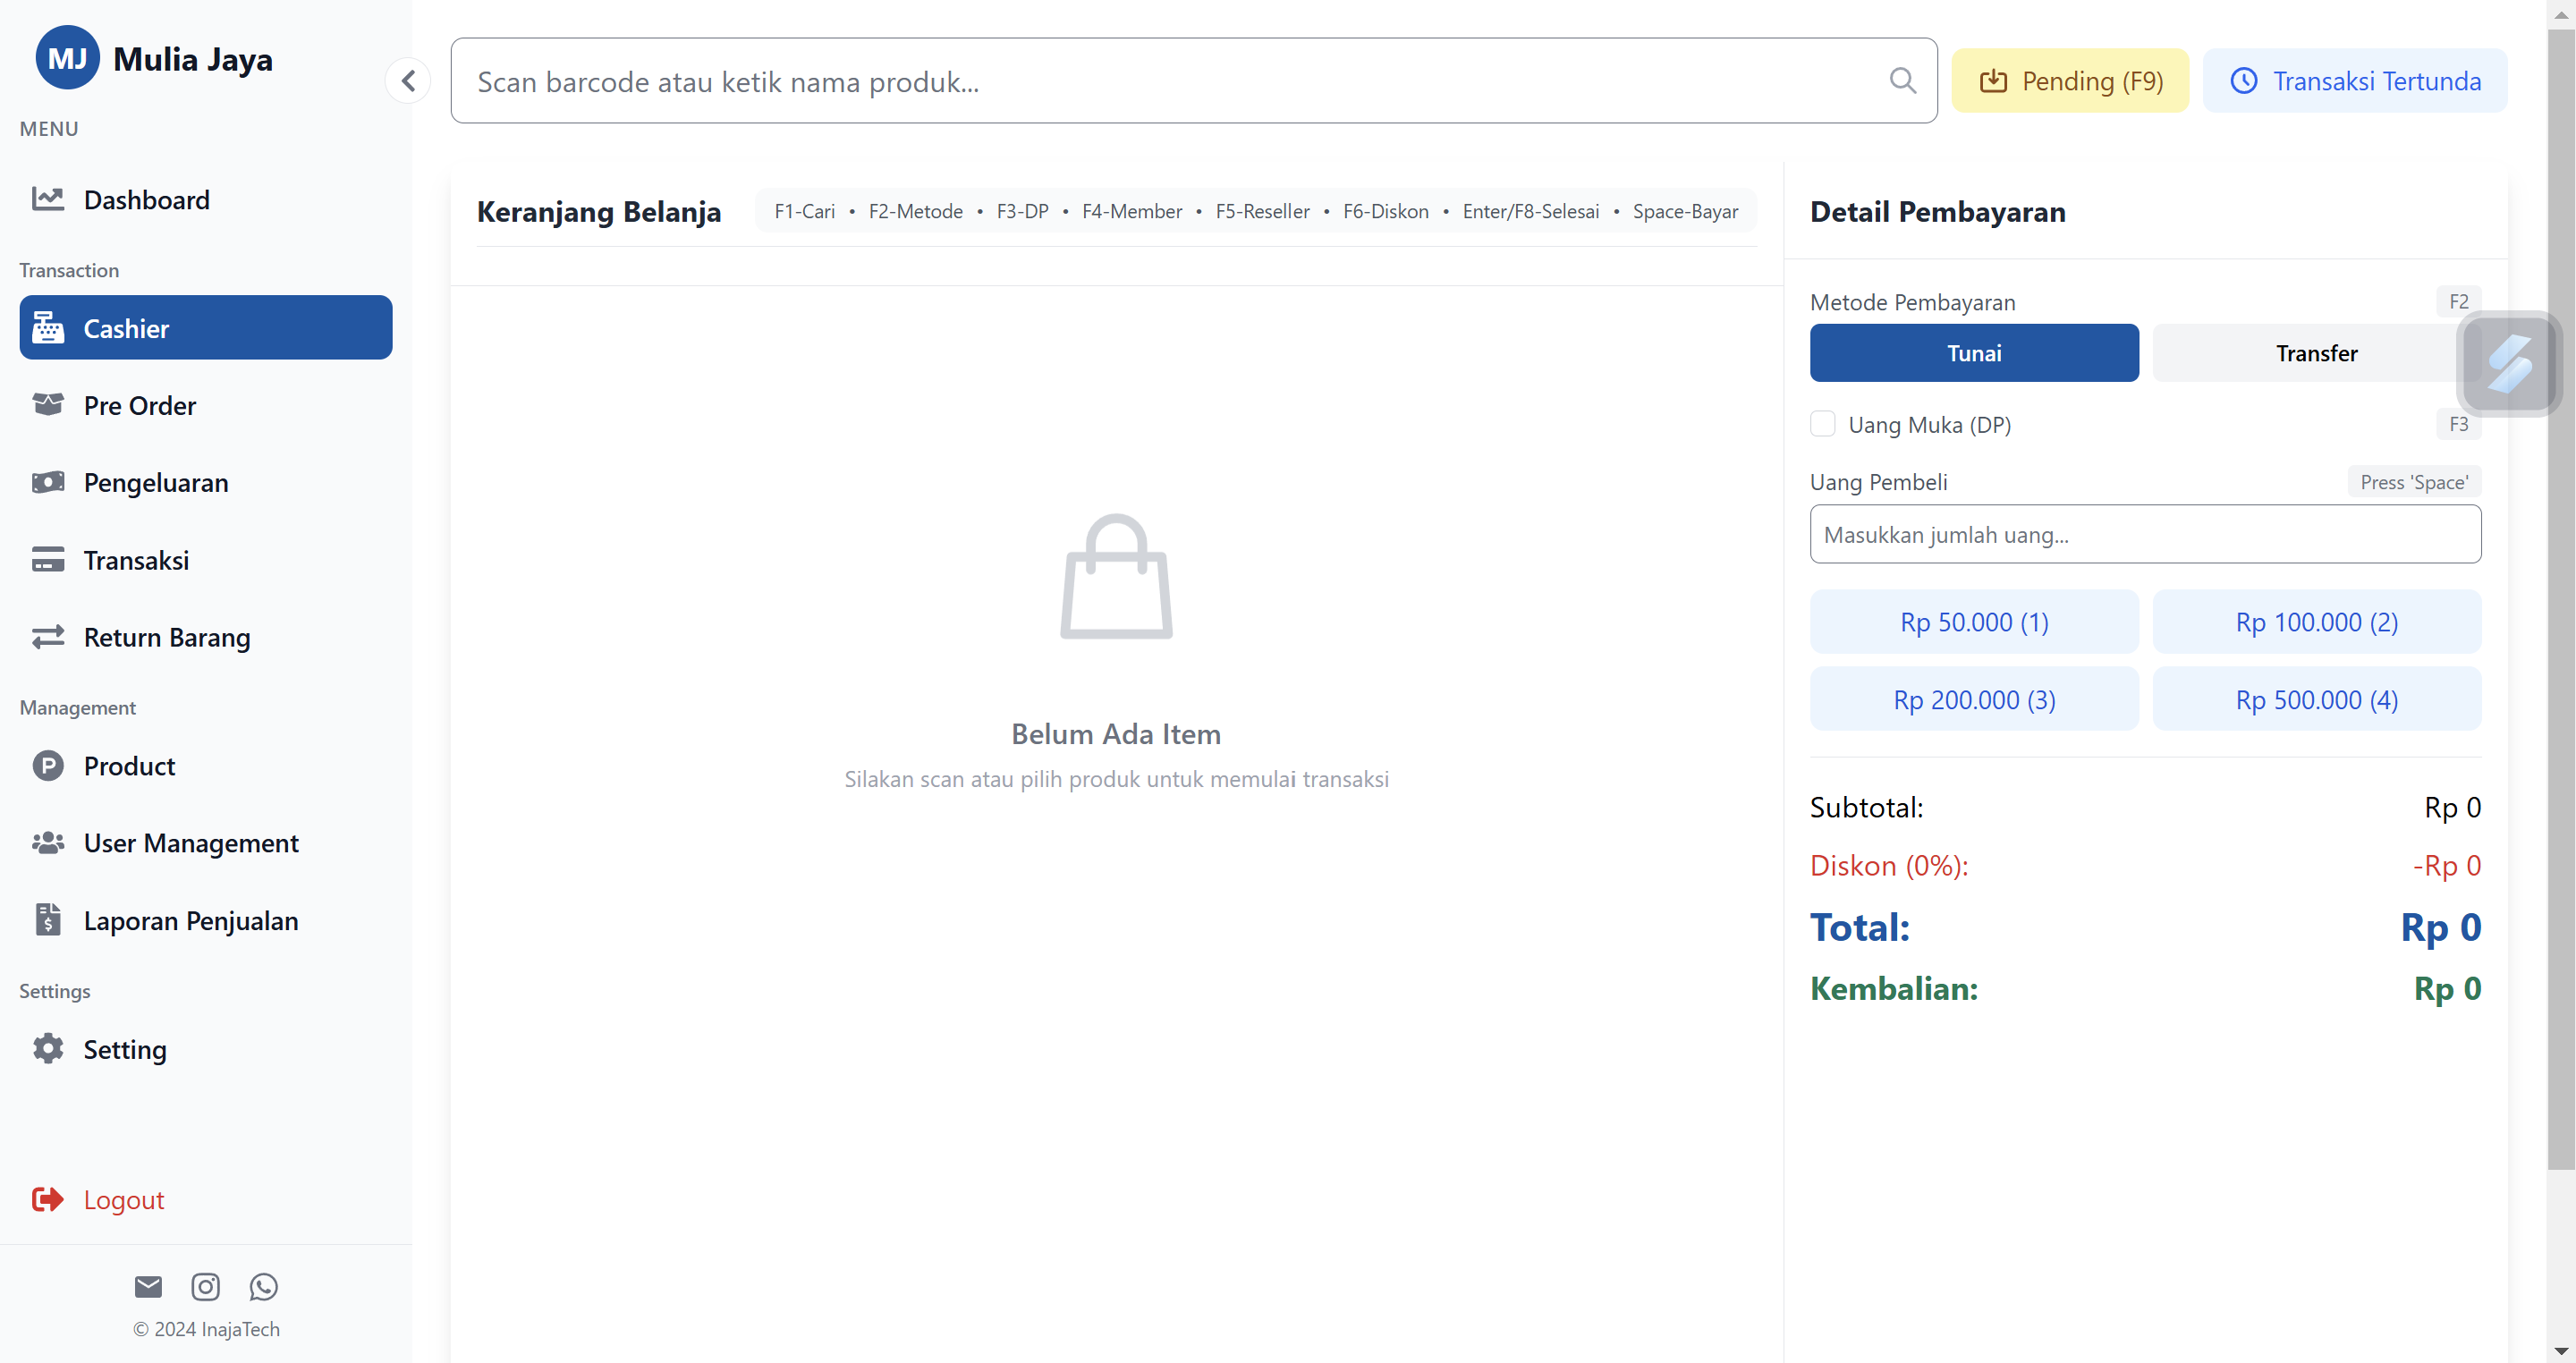 MJ Mulia Jaya
MENU
Dashboard
Transaction
Cashier
Pre Order
Pengeluaran
Transaksi
Return Barang
Management
Product
User Management
Laporan Penjualan
Settings
Setting
Logout
© 2024 InajaTech
Scan barcode atau ketik nama produk...
Pending (F9)
Transaksi Tertunda
Keranjang Belanja
F1-Cari • F2-Metode • F3-DP • F4-Member • F5-Reseller • F6-Diskon • Enter/F8-Selesai • Space-Bayar
Belum Ada Item
Silakan scan atau pilih produk untuk memulai transaksi
Detail Pembayaran
Metode Pembayaran F2
Tunai Transfer
Uang Muka (DP) F3
Uang Pembeli Press 'Space'
Masukkan jumlah uang...
Rp 50.000 (1) Rp 100.000 (2)
Rp 200.000 (3) Rp 500.000 (4)
Subtotal: Rp 0
Diskon (0%): -Rp 0
Total: Rp 0
Kembalian: Rp 0